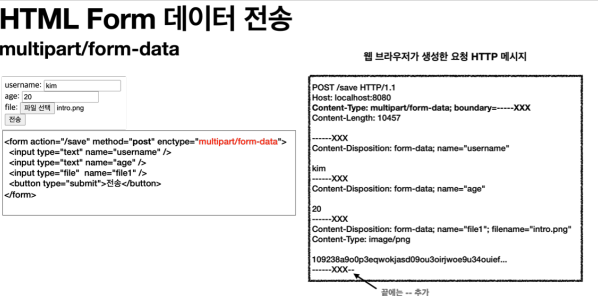 HTML Form 데이터 전송
multipart/form-data
username: kim
age: 20
file: 파일 선택 intro.png
전송
<form action="/save" method="post" enctype="multipart/form-data">
<input type="text" name="username" />
<input type="text" name="age" />
<input type="file" name="file1" />
<button type="submit">전송</button>
</form>
웹 브라우저가 생성한 요청 HTTP 메시지
POST /save HTTP/1.1
Host: localhost:8080
Content-Type: multipart/form-data; boundary=-----XXX
Content-Length: 10457
------XXX
Content-Disposition: form-data; name="username"
kim
------XXX
Content-Disposition: form-data; name="age"
20
------XXX
Content-Disposition: form-data; name="file1"; filename="intro.png"
Content-Type: image/png
109238a9o0p3eqwokjasd09ou3oirjwoe9u34ouief...
------XXX--
끝에는 -- 추가